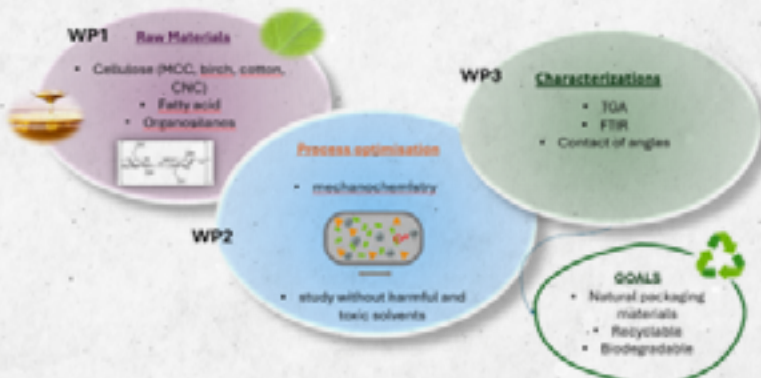 WP1
Raw Materials
• Cellulose (MCC, birch, cotton,
CNC)
• Fatty acid
• Organosilanes
WP2
Process optimisation
• mechanochemistry
• study without harmful and
toxic solvents
WP3
Characterizations
• TGA
• FTIR
• Contact of angles
GOALS
• Natural packaging
materials
• Recyclable
• Biodegradable